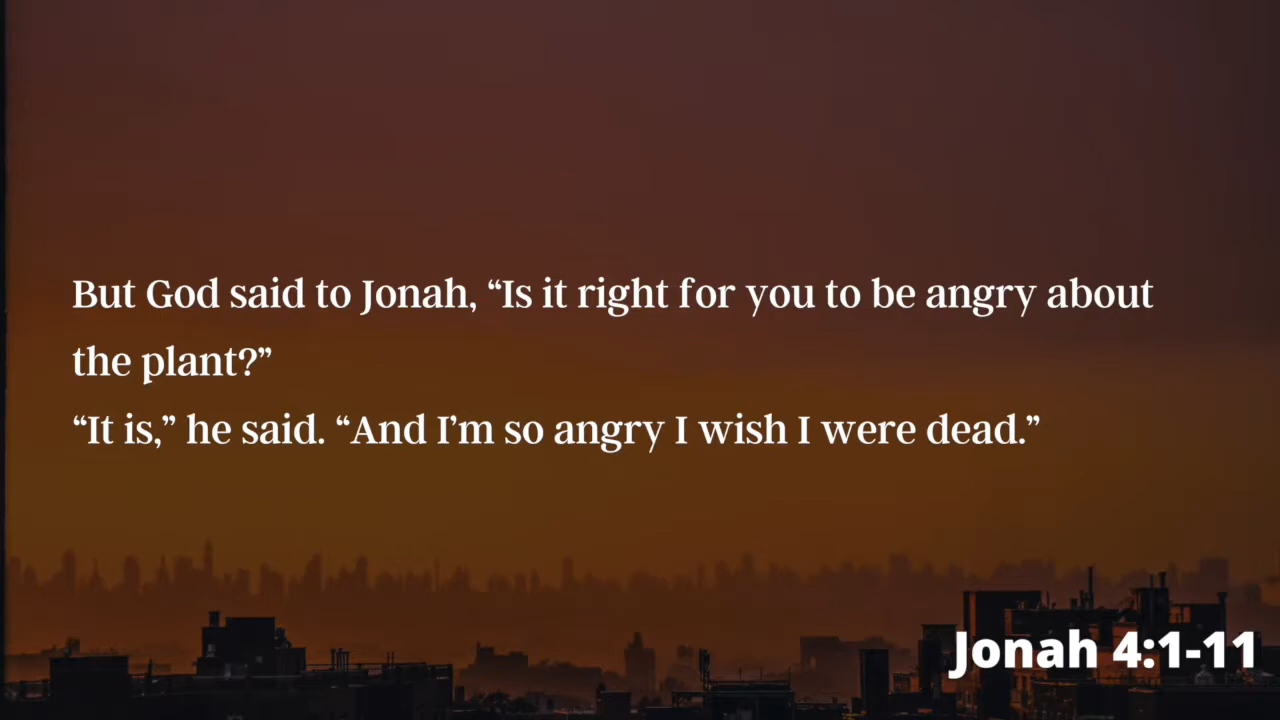 But God said to Jonah, “Is it right for you to be angry about
the plant?”
“It is,” he said. “And I’m so angry I wish I were dead.”
Jonah 4:1-11